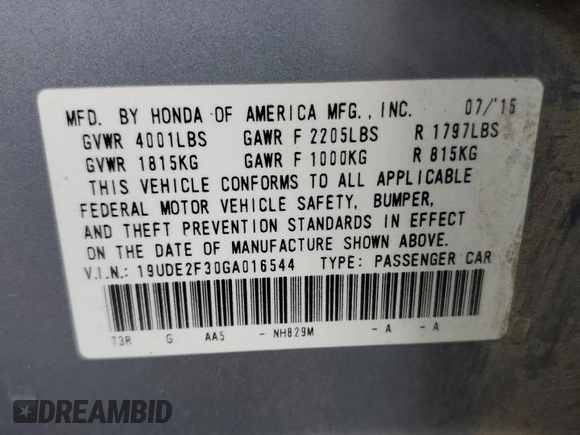 MFD. BY HONDA OF AMERICA MFG., INC. 07/'15
GVWR 4001LBS GAWR F 2205LBS R 1797LBS
GVWR 1815KG GAWR F 1000KG R 815KG
THIS VEHICLE CONFORMS TO ALL APPLICABLE
FEDERAL MOTOR VEHICLE SAFETY, BUMPER,
AND THEFT PREVENTION STANDARDS IN EFFECT
ON THE DATE OF MANUFACTURE SHOWN ABOVE.
V.I.N.: 19UDE2F30GA016544 TYPE: PASSENGER CAR
T3R G AA5 - NH829M - A - A
DREAMBID